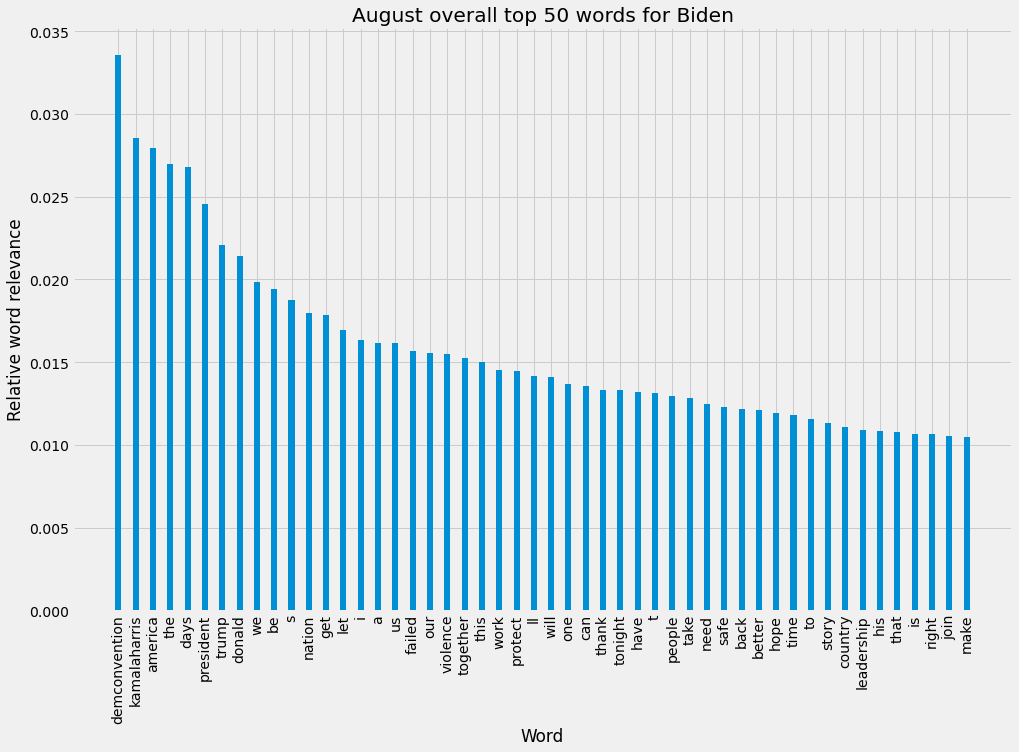 August overall top 50 words for Biden
Relative word relevance
0.035
0.030
0.025
0.020
0.015
0.010
0.005
0.000
demconvention
kamalaharris
america
the
days
president
trump
donald
we
be
s
nation
get
let
i
a
us
failed
our
violence
together
this
work
protect
ll
will
one
can
thank
tonight
have
t
people
take
need
safe
back
better
hope
time
to
story
country
leadership
his
that
is
right
join
make
Word